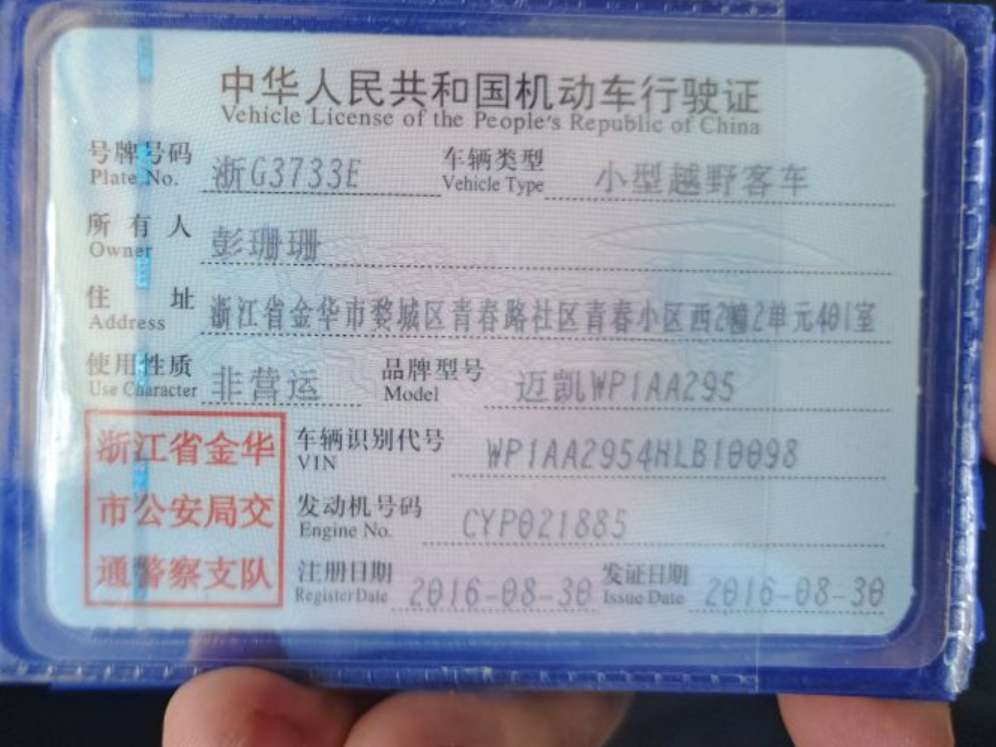 中华人民共和国机动车行驶证
Vehicle License of the People's Republic of China
号牌号码 浙G3733E 车辆类型 小型越野客车
Plate No. Vehicle Type
所有人 彭珊珊
Owner
住址 浙江省金华市婺城区青春路社区青春小区西2幢2单元401室
Address
使用性质 非营运 品牌型号 迈凯WP1AA295
Use Character Model
浙江省金华
市公安局交
通警察支队
车辆识别代号 WP1AA2954HLB10098
VIN
发动机号码 CYP021885
Engine No.
注册日期 2016-08-30 发证日期 2016-08-30
Register Date Issue Date